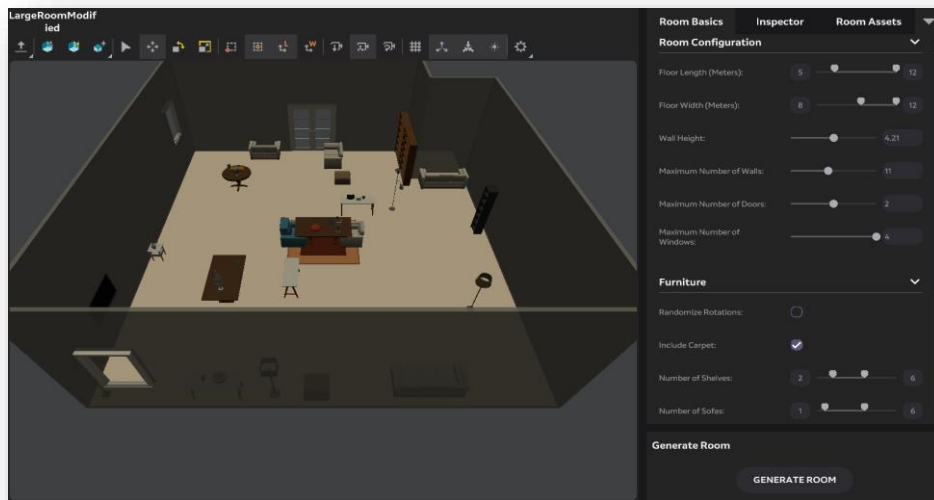 LargeRoomModif
ied
Room Basics Inspector Room Assets
Room Configuration
Floor Length (Meters): 5 12
Floor Width (Meters): 8 12
Wall Height: 4.21
Maximum Number of Walls: 11
Maximum Number of Doors: 2
Maximum Number of
Windows: 4
Furniture
Randomize Rotations:
Include Carpet:
Number of Shelves: 2 6
Number of Sofas: 1 6
Generate Room
GENERATE ROOM